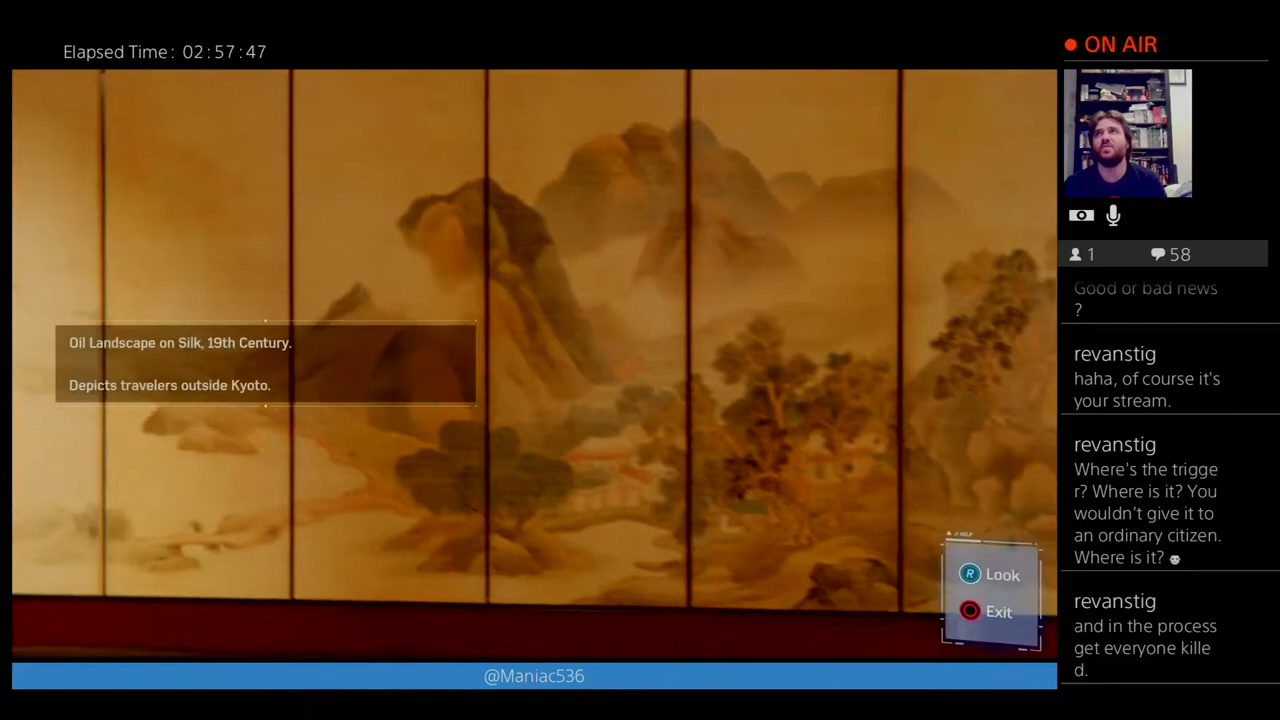 Elapsed Time: 02:57:47
ON AIR
1 58
Good or bad news
?
revanstig
haha, of course it's
your stream.
revanstig
Where's the trigge
r? Where is it? You
wouldn't give it to
an ordinary citizen.
Where is it?
revanstig
and in the process
get everyone kille
d.
Oil Landscape on Silk, 19th Century.
Depicts travelers outside Kyoto.
// HELP
R Look
Exit
@Maniac536